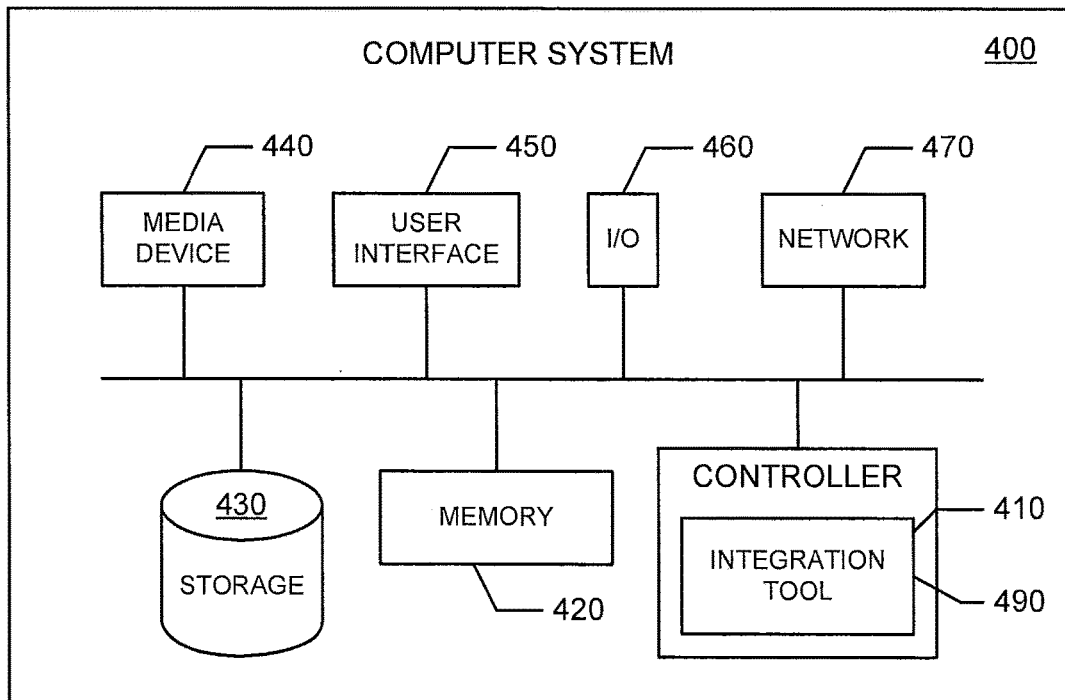 COMPUTER SYSTEM
400
440
450
460
470
MEDIA
DEVICE
USER
INTERFACE
I/O
NETWORK
430
STORAGE
MEMORY
420
CONTROLLER
410
INTEGRATION
TOOL
490